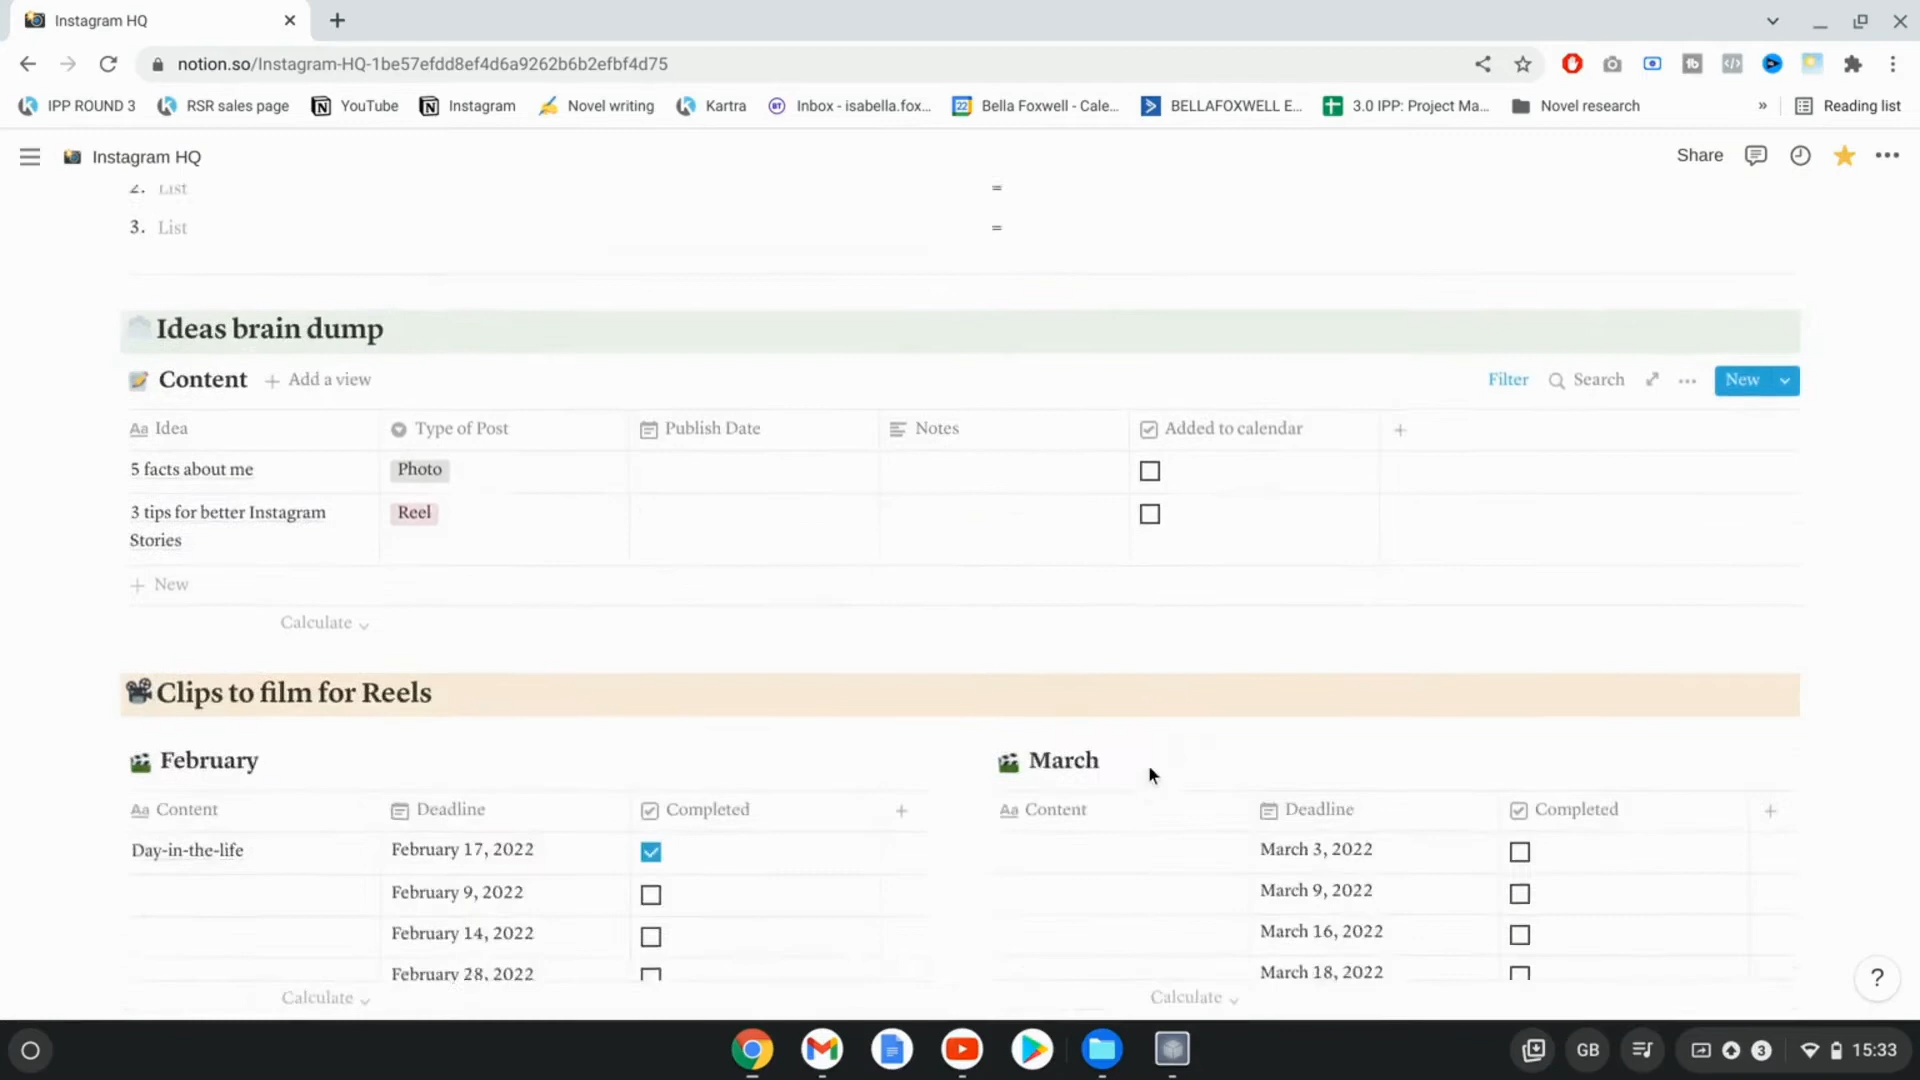 Instagram HQ
notion.so/Instagram-HQ-1be57efdd8ef4d6a9262b6b2efbf4d75
IPP ROUND 3
RSR sales page
YouTube
Instagram
Novel writing
Kartra
Inbox - isabella.fox...
Bella Foxwell - Cale...
BELLAFOXWELL E...
3.0 IPP: Project Ma...
Novel research
»
Reading list
Instagram HQ
Share
2. List =
3. List =
Ideas brain dump
Content + Add a view
Filter Search ... New
Aa Idea Type of Post Publish Date Notes Added to calendar +
5 facts about me Photo
3 tips for better Instagram Reel
Stories
+ New
Calculate
Clips to film for Reels
February
March
Aa Content Deadline Completed +
Aa Content Deadline Completed +
Day-in-the-life February 17, 2022
March 3, 2022
February 9, 2022
March 9, 2022
February 14, 2022
March 16, 2022
February 28, 2022
March 18, 2022
Calculate
Calculate
?
GB
3
15:33